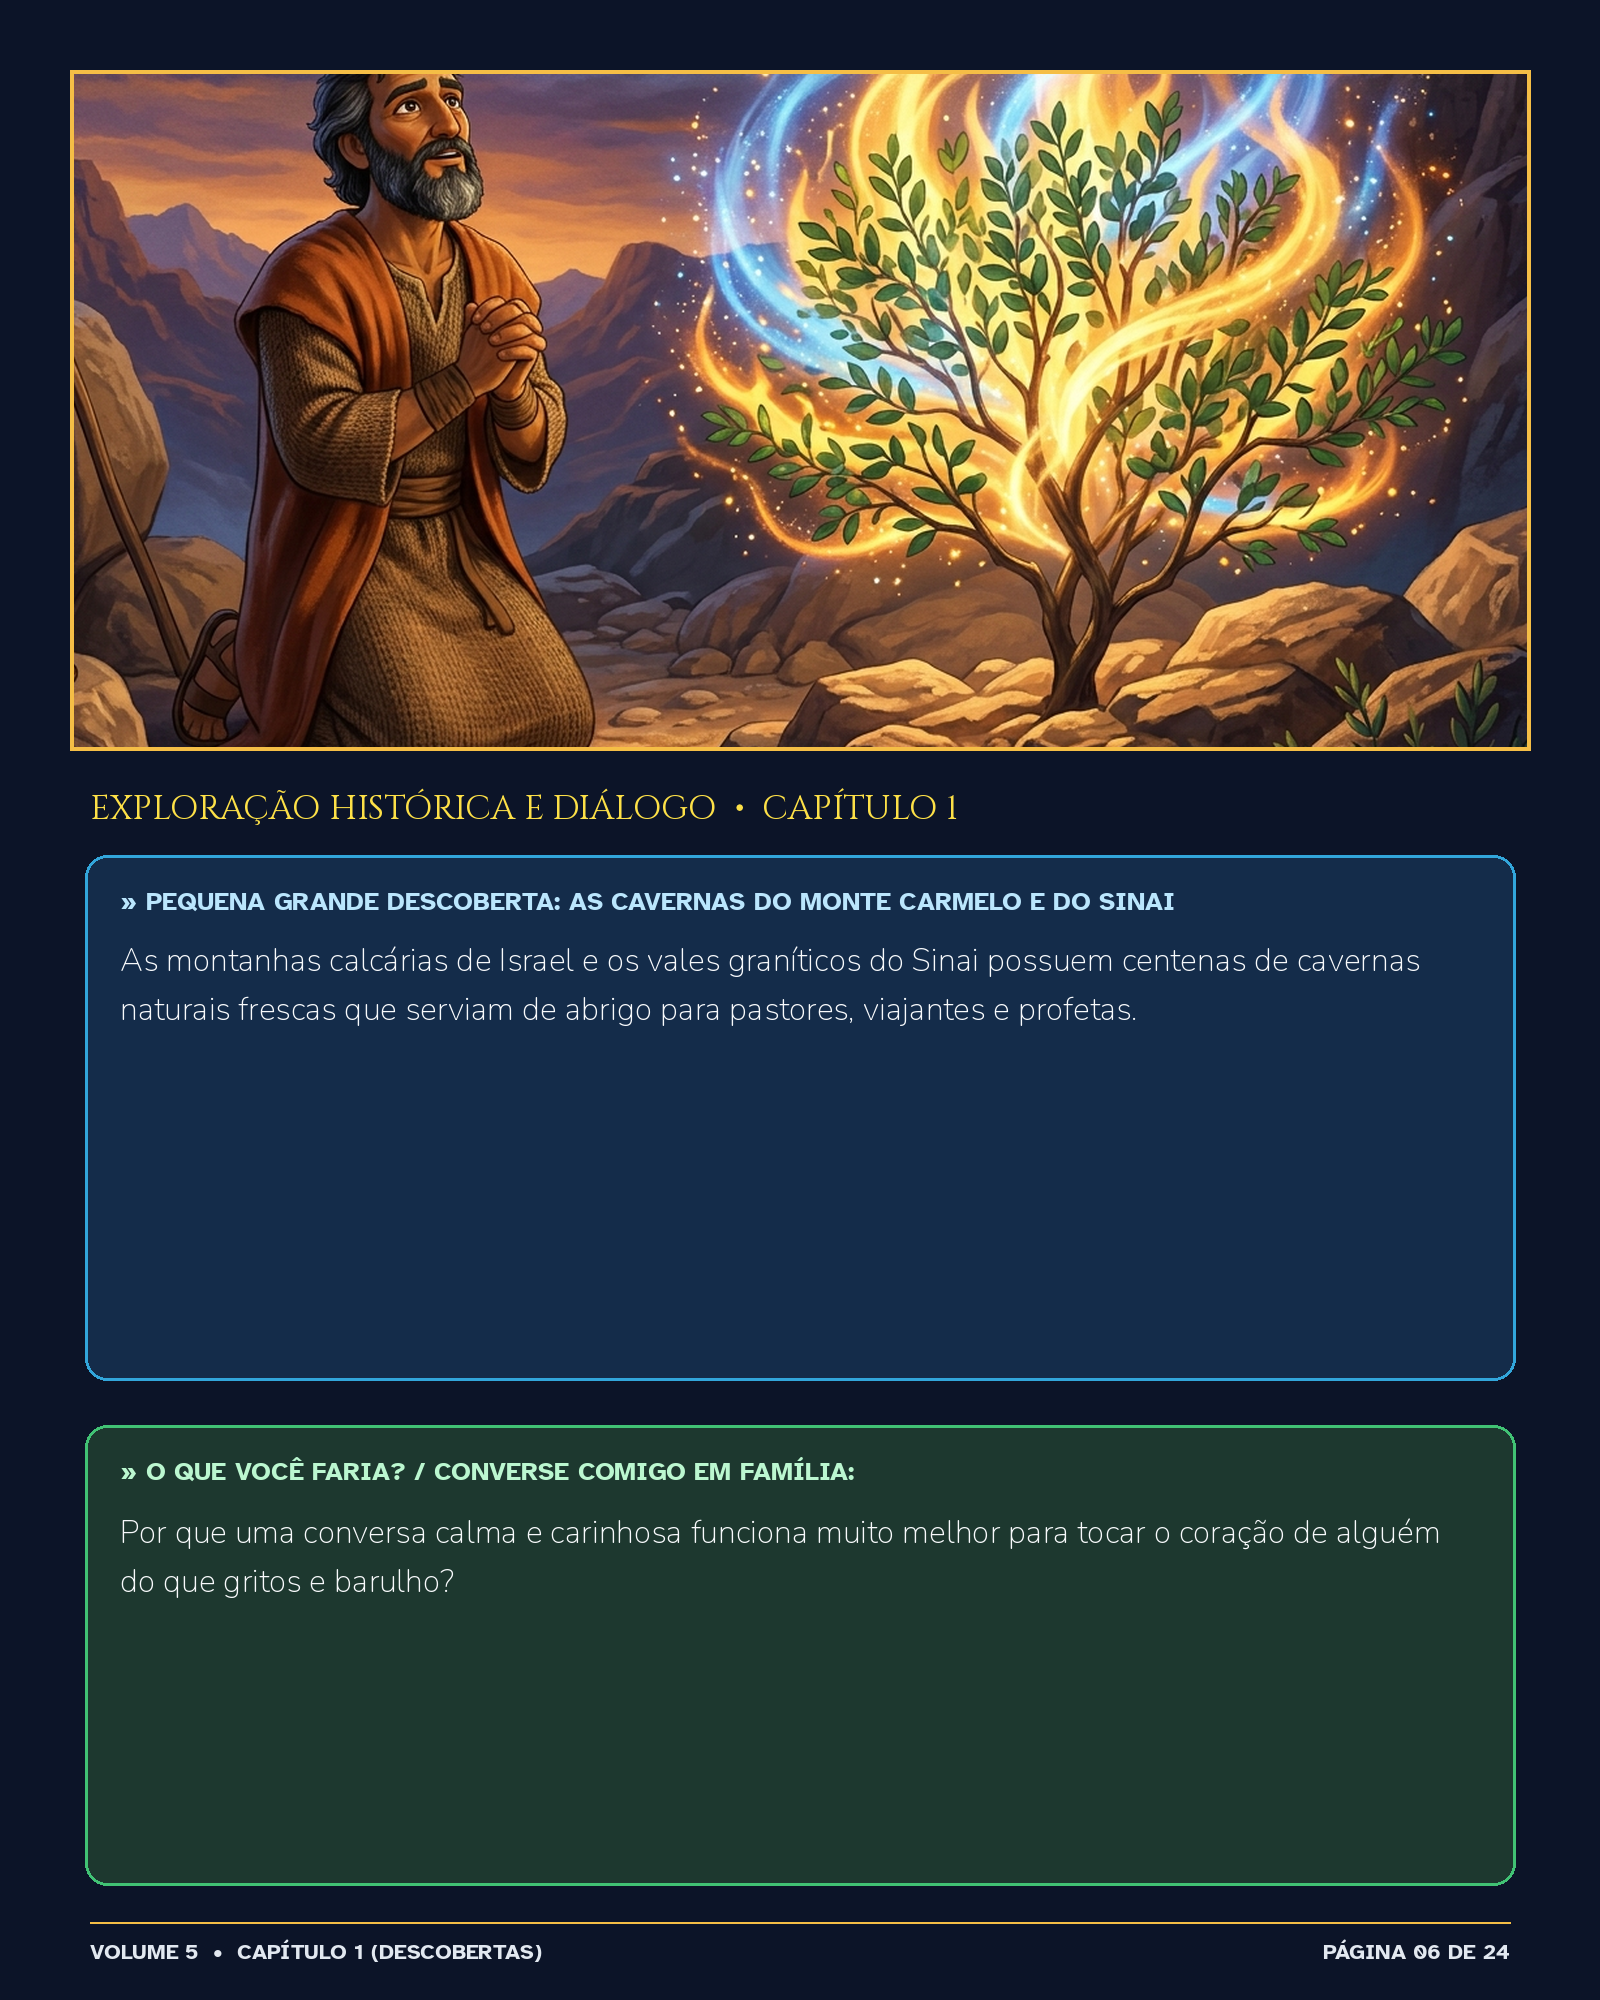 EXPLORAÇÃO HISTÓRICA E DIÁLOGO • CAPÍTULO 1
» PEQUENA GRANDE DESCOBERTA: AS CAVERNAS DO MONTE CARMELO E DO SINAI
As montanhas calcárias de Israel e os vales graníticos do Sinai possuem centenas de cavernas
naturais frescas que serviam de abrigo para pastores, viajantes e profetas.
» O QUE VOCÊ FARIA? / CONVERSE COMIGO EM FAMÍLIA:
Por que uma conversa calma e carinhosa funciona muito melhor para tocar o coração de alguém
do que gritos e barulho?
VOLUME 5 • CAPÍTULO 1 (DESCOBERTAS)
PÁGINA 06 DE 24